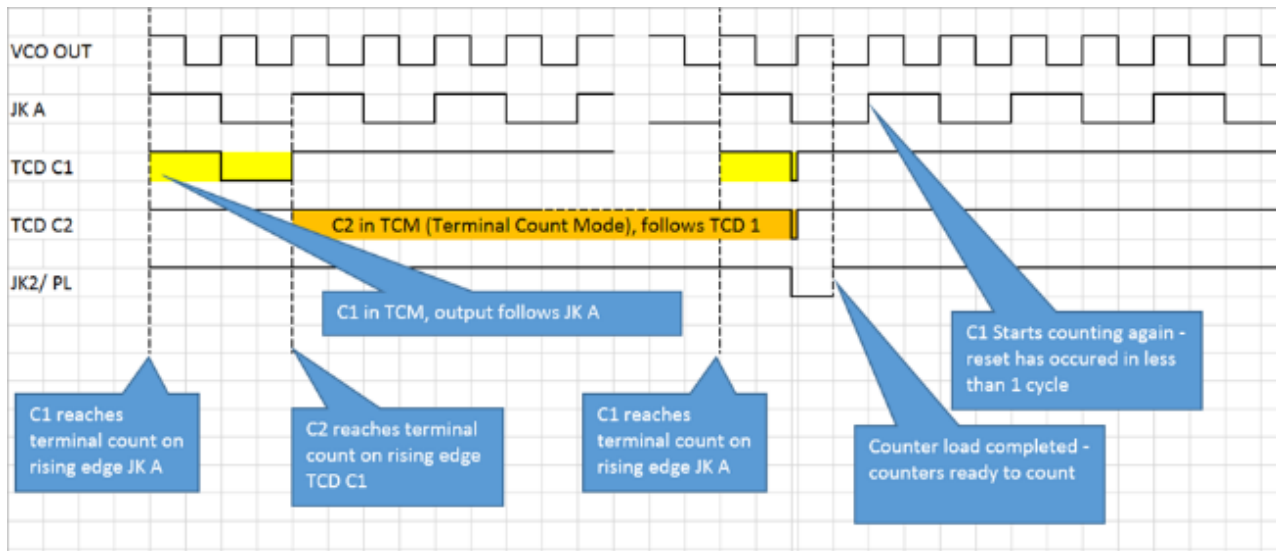 VCO OUT
JK A
TCD C1
TCD C2
C2 in TCM (Terminal Count Mode), follows TCD 1
JK2/ PL
C1 in TCM, output follows JK A
C1 Starts counting again -
reset has occured in less
than 1 cycle
C1 reaches
terminal count on
rising edge JK A
C2 reaches terminal
count on rising edge
TCD C1
C1 reaches
terminal count on
rising edge JK A
Counter load completed -
counters ready to count